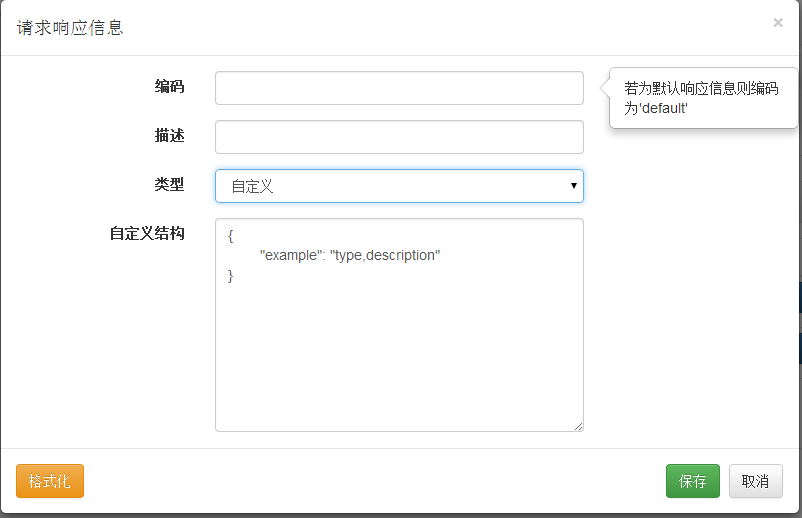 请求响应信息
×
编码
若为默认响应信息则编码
为'default'
描述
类型
自定义
自定义结构
{
"example": "type,description"
}
格式化
保存
取消